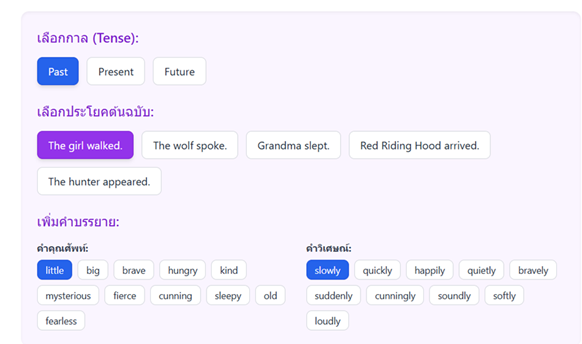 เลือกกาล (Tense):
Past Present Future
เลือกประโยคต้นฉบับ:
The girl walked. The wolf spoke. Grandma slept. Red Riding Hood arrived.
The hunter appeared.
เพิ่มคำบรรยาย:
คำคุณศัพท์:
little big brave hungry kind
mysterious fierce cunning sleepy old
fearless
คำวิเศษณ์:
slowly quickly happily quietly bravely
suddenly cunningly soundly softly
loudly